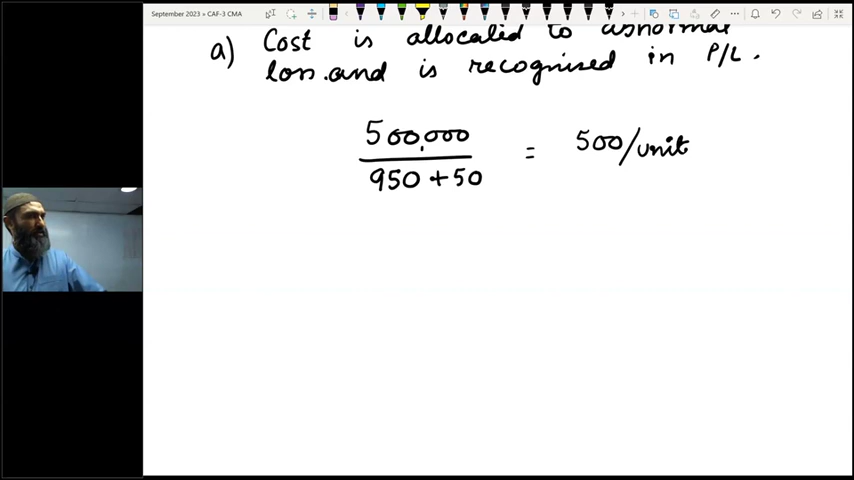 September 2023 » CAF-3 CMA
a) Cost is allocated to abnormal
loss.and is recognised in P/L.
500,000
950 + 50
= 500/unit